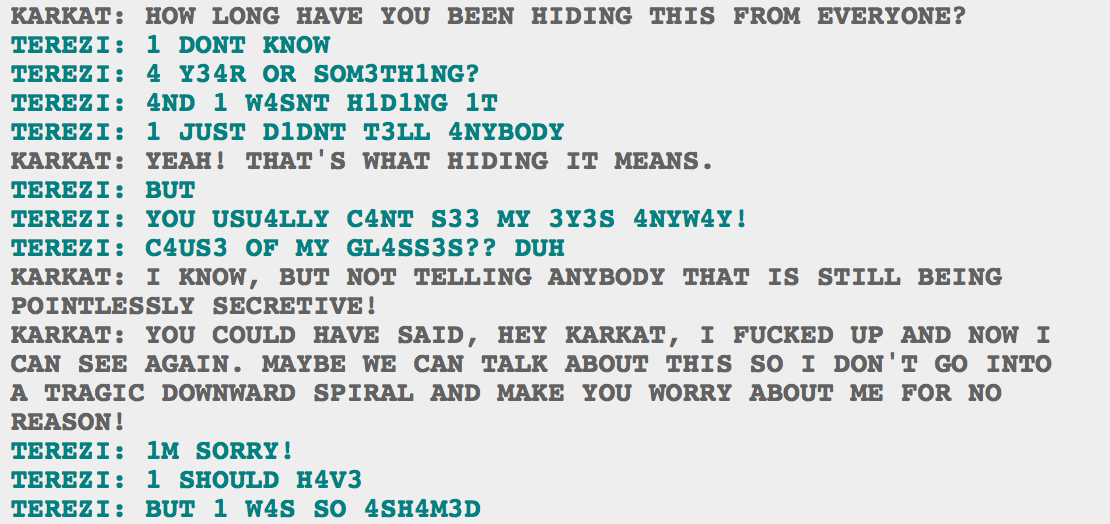 KARKAT: HOW LONG HAVE YOU BEEN HIDING THIS FROM EVERYONE?
TEREZI: 1 DONT KNOW
TEREZI: 4 Y34R OR SOM3TH1NG?
TEREZI: 4ND 1 W4SNT H1D1NG 1T
TEREZI: 1 JUST D1DNT T3LL 4NYBODY
KARKAT: YEAH! THAT'S WHAT HIDING IT MEANS.
TEREZI: BUT
TEREZI: YOU USU4LLY C4NT S33 MY 3Y3S 4NYW4Y!
TEREZI: C4US3 OF MY GL4SS3S?? DUH
KARKAT: I KNOW, BUT NOT TELLING ANYBODY THAT IS STILL BEING
POINTLESSLY SECRETIVE!
KARKAT: YOU COULD HAVE SAID, HEY KARKAT, I FUCKED UP AND NOW I
CAN SEE AGAIN. MAYBE WE CAN TALK ABOUT THIS SO I DON'T GO INTO
A TRAGIC DOWNWARD SPIRAL AND MAKE YOU WORRY ABOUT ME FOR NO
REASON!
TEREZI: 1M SORRY!
TEREZI: 1 SHOULD H4V3
TEREZI: BUT 1 W4S SO 4SH4M3D